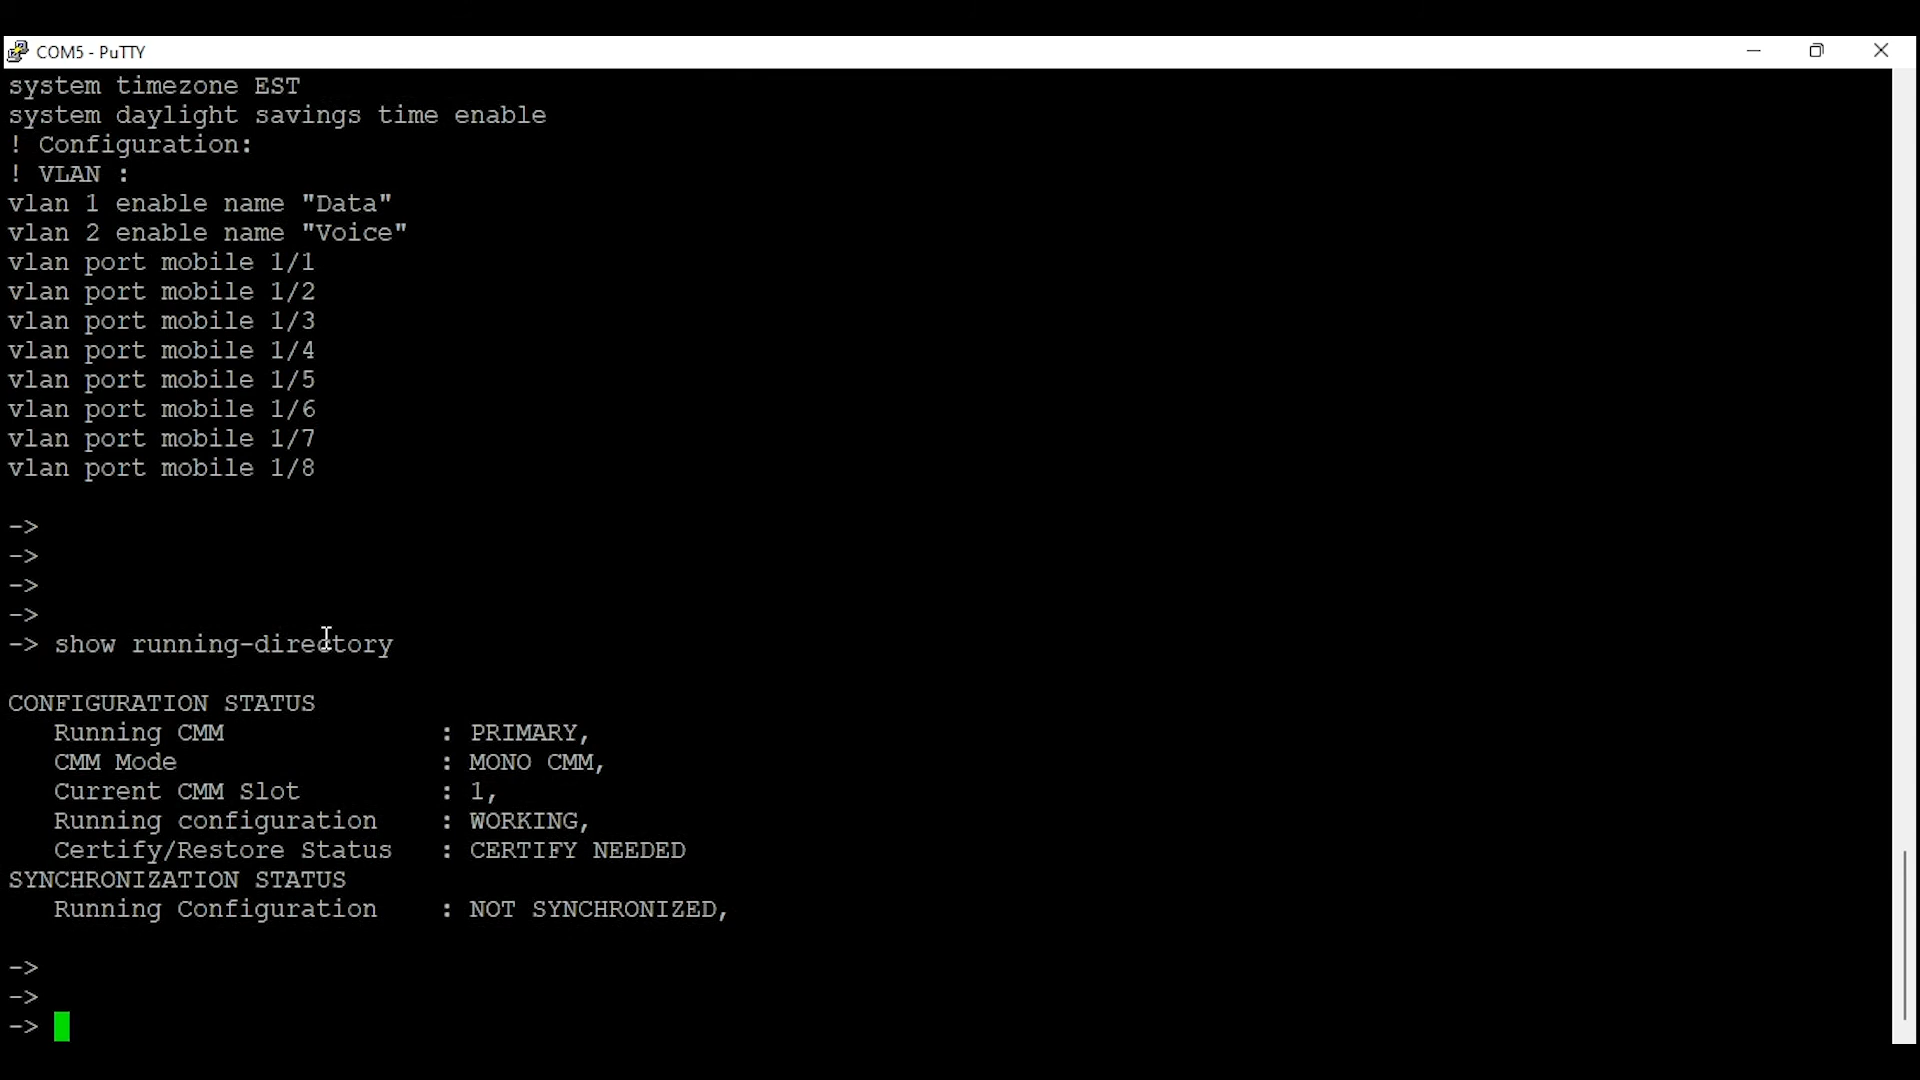 COM5 - PuTTY
system timezone EST
system daylight savings time enable
! Configuration:
! VLAN :
vlan 1 enable name "Data"
vlan 2 enable name "Voice"
vlan port mobile 1/1
vlan port mobile 1/2
vlan port mobile 1/3
vlan port mobile 1/4
vlan port mobile 1/5
vlan port mobile 1/6
vlan port mobile 1/7
vlan port mobile 1/8
->
->
->
->
-> show running-directory
CONFIGURATION STATUS
Running CMM : PRIMARY,
CMM Mode : MONO CMM,
Current CMM Slot : 1,
Running configuration : WORKING,
Certify/Restore Status : CERTIFY NEEDED
SYNCHRONIZATION STATUS
Running Configuration : NOT SYNCHRONIZED,
->
->
->